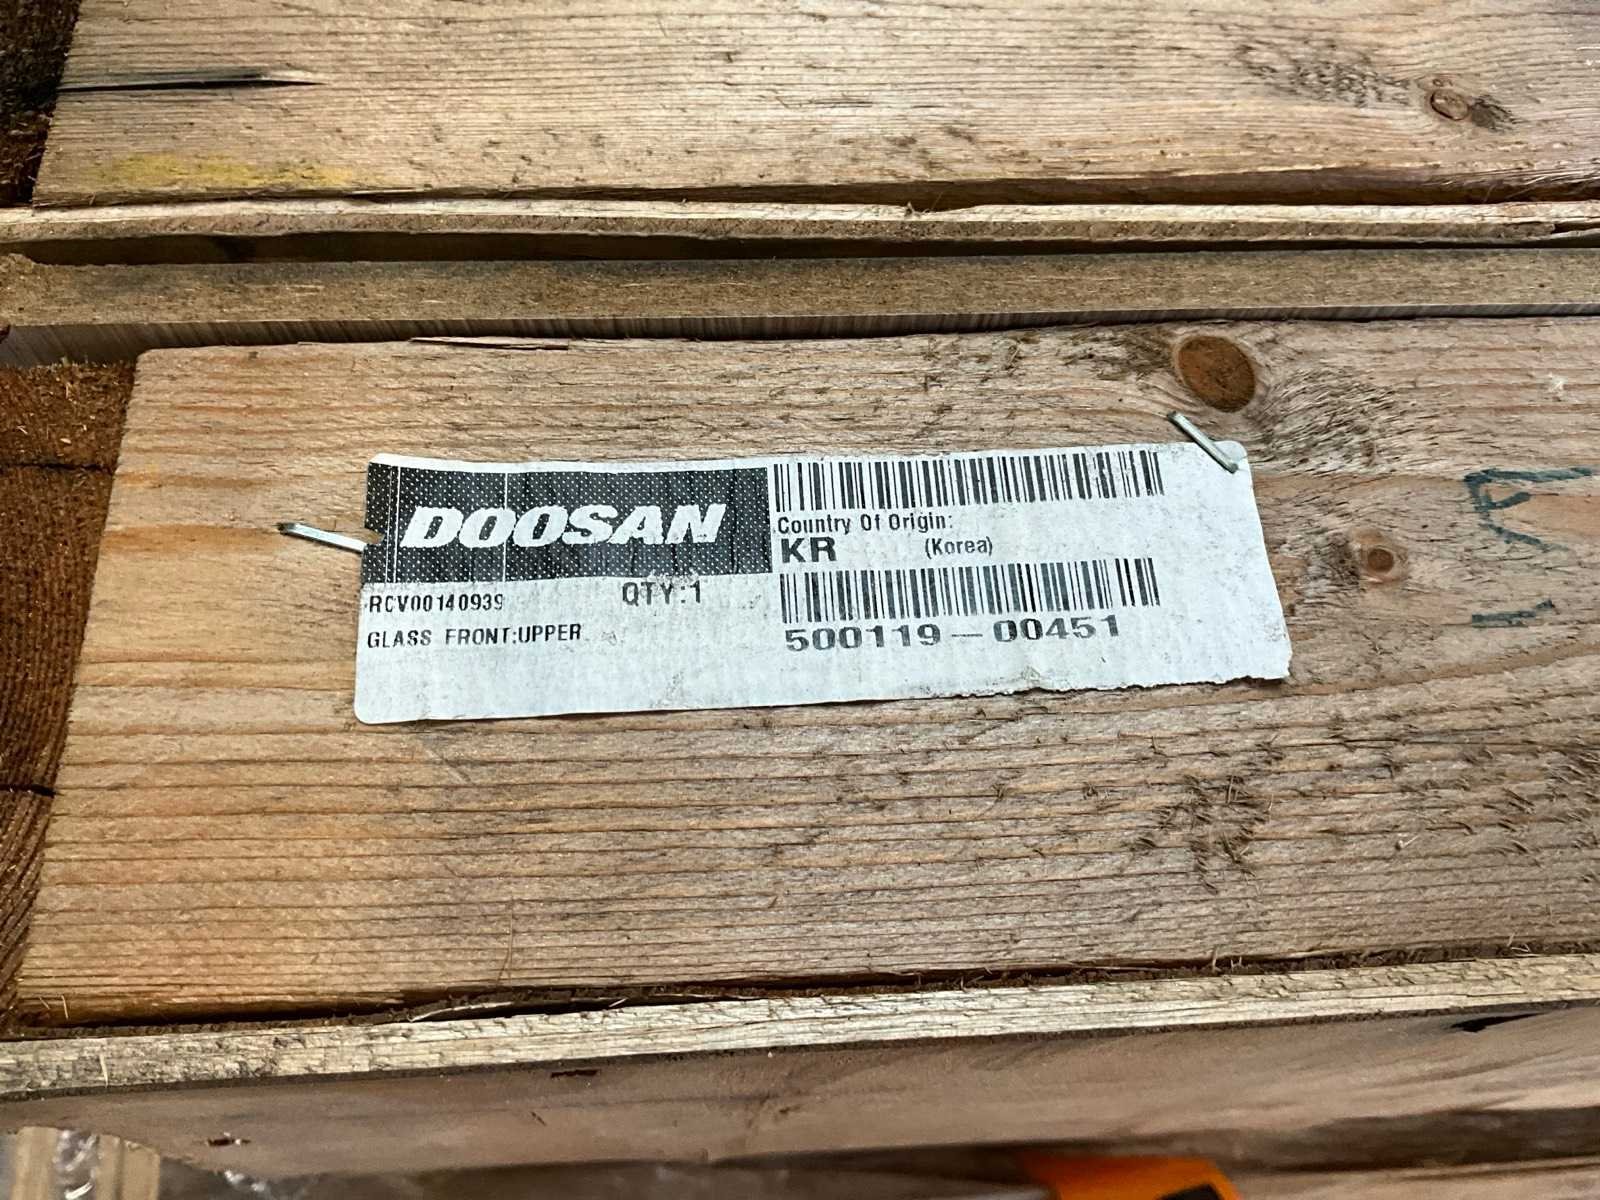 DOOSAN
RCV00140939
QTY:1
GLASS FRONT:UPPER
Country Of Origin:
KR (Korea)
500119-00451